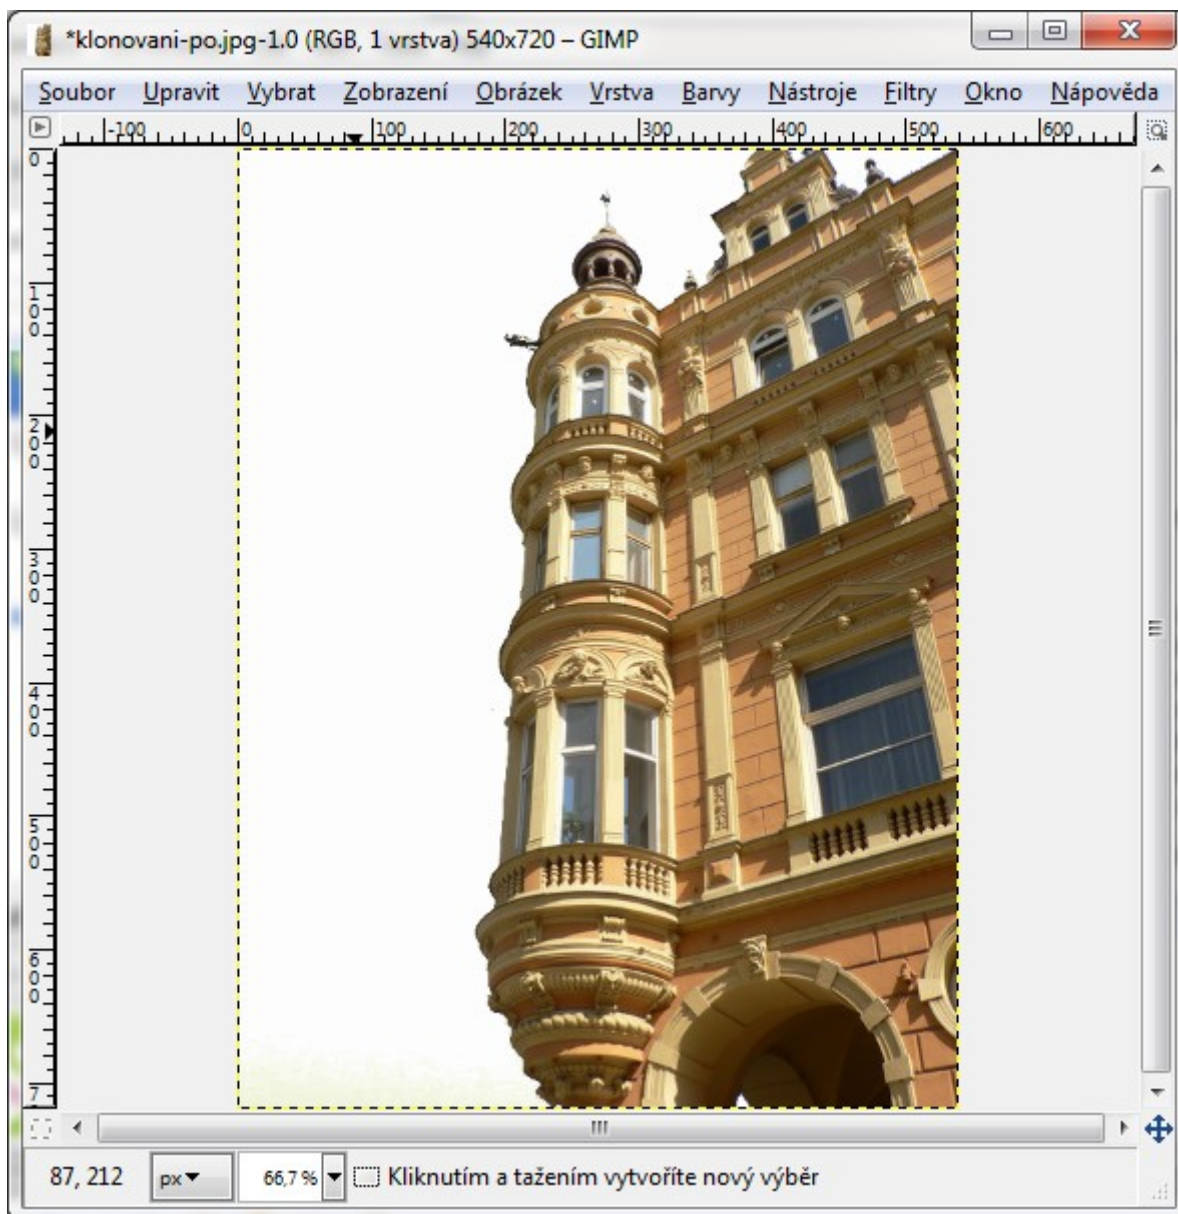 *klonovani-po.jpg-1.0 (RGB, 1 vrstva) 540x720 – GIMP
Soubor Upravit Vybrat Zobrazení Obrázek Vrstva Barvy Nástroje Filtry Okno Nápověda
-100 0 100 200 300 400 500 600
0
100
200
300
400
500
600
7
87, 212 px 66,7 % Kliknutím a tažením vytvoříte nový výběr